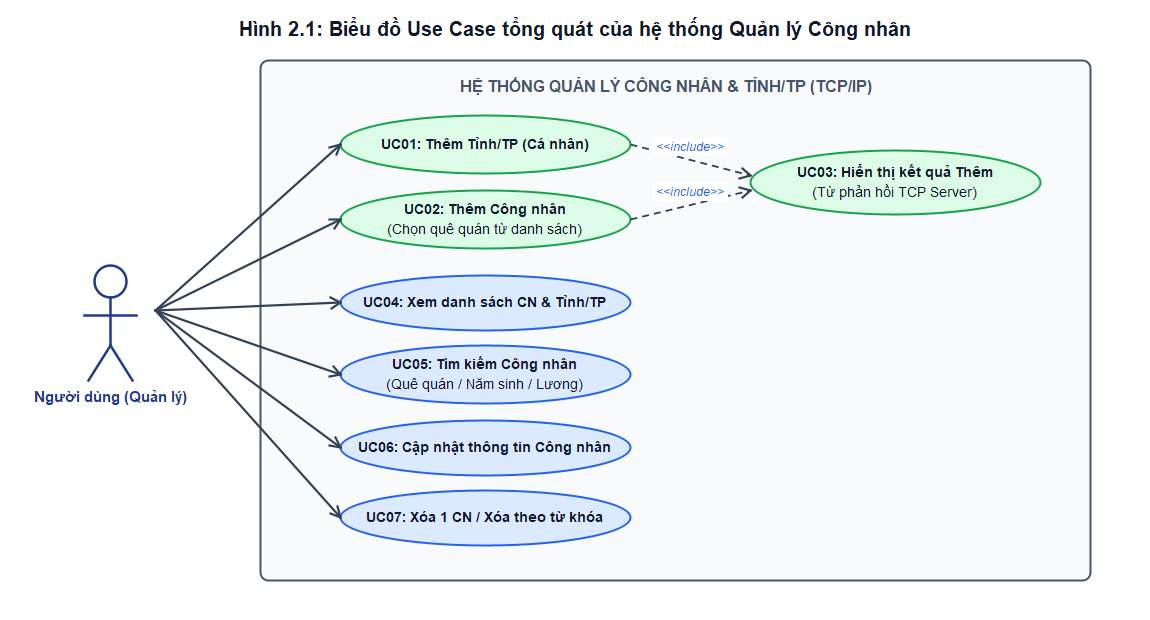 Hình 2.1: Biểu đồ Use Case tổng quát của hệ thống Quản lý Công nhân
HỆ THỐNG QUẢN LÝ CÔNG NHÂN & TỈNH/TP (TCP/IP)
UC01: Thêm Tỉnh/TP (Cá nhân)
<<include>>
UC03: Hiển thị kết quả Thêm
(Từ phản hồi TCP Server)
<<include>>
UC02: Thêm Công nhân
(Chọn quê quán từ danh sách)
UC04: Xem danh sách CN & Tỉnh/TP
UC05: Tìm kiếm Công nhân
(Quê quán / Năm sinh / Lương)
Người dùng (Quản lý)
UC06: Cập nhật thông tin Công nhân
UC07: Xóa 1 CN / Xóa theo từ khóa